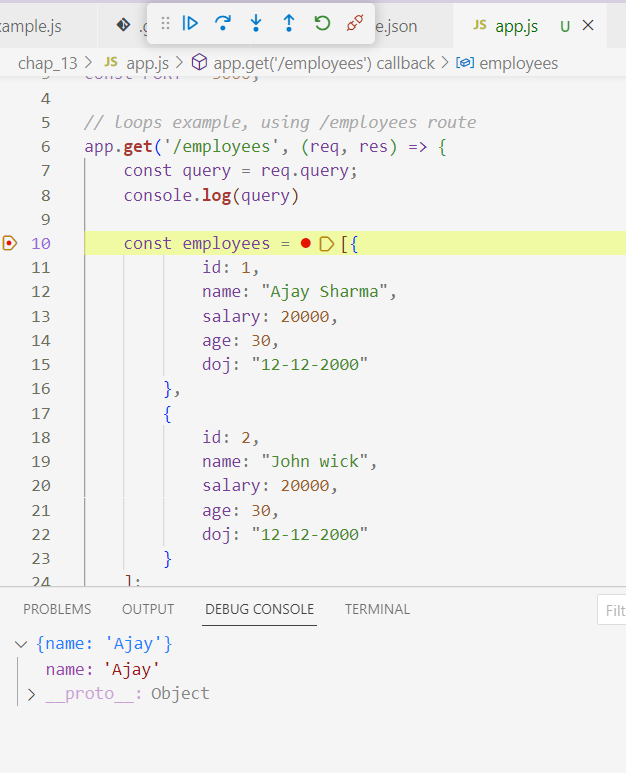 ample.js
e.json
JS app.js U
chap_13 > JS app.js > app.get('/employees') callback > employees
4
5 // loops example, using /employees route
6 app.get('/employees', (req, res) => {
7 const query = req.query;
8 console.log(query)
9
10 const employees = [{
11 id: 1,
12 name: "Ajay Sharma",
13 salary: 20000,
14 age: 30,
15 doj: "12-12-2000"
16 },
17 {
18 id: 2,
19 name: "John wick",
20 salary: 20000,
21 age: 30,
22 doj: "12-12-2000"
23 }
24 ];
PROBLEMS OUTPUT DEBUG CONSOLE TERMINAL Filt
{name: 'Ajay'}
name: 'Ajay'
__proto__: Object